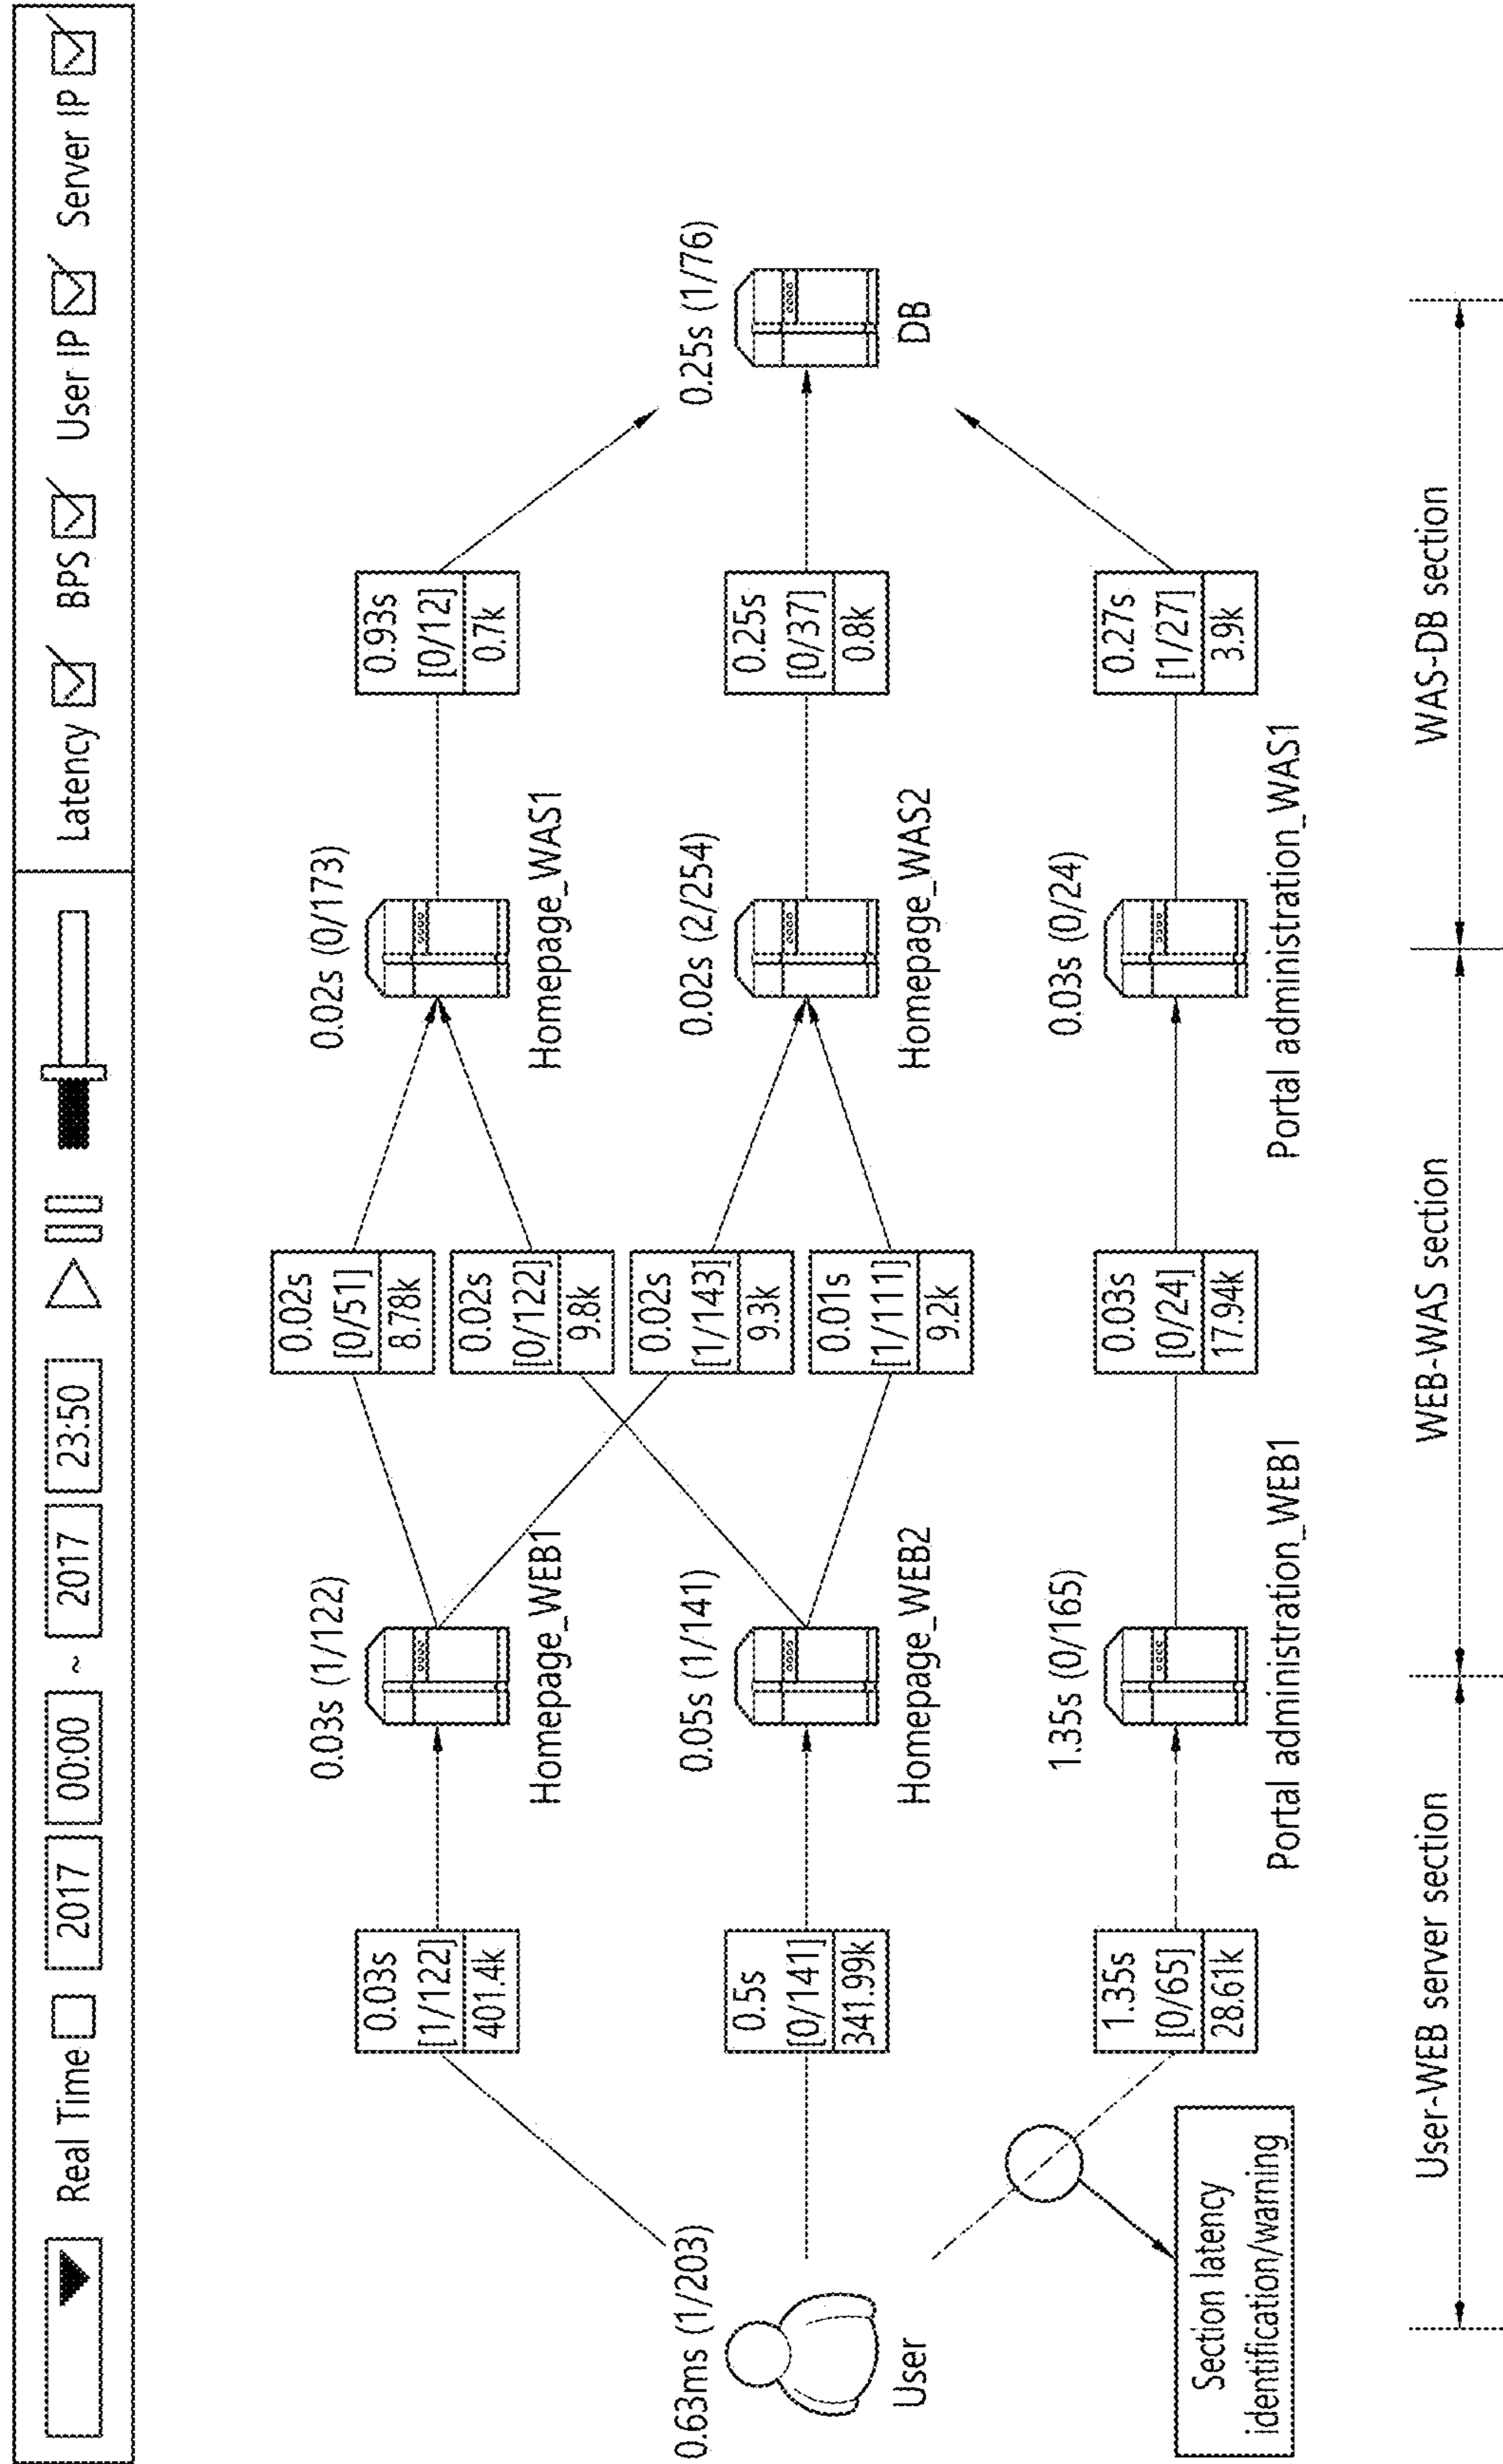 Real Time
2017
00:00
~
2017
23:50
Latency
BPS
User IP
Server IP
0.63ms (1/203)
User
Section latency
identification/warning
0.03s
[1/122]
401.4k
0.5s
[0/141]
341.99k
1.35s
[0/65]
28.61k
0.03s (1/122)
Homepage_WEB1
0.05s (1/141)
Homepage_WEB2
1.35s (0/165)
Portal administration_WEB1
0.02s
[0/51]
8.78k
0.02s
[0/122]
9.8k
0.02s
[1/143]
9.3k
0.01s
[1/111]
9.2k
0.03s
[0/24]
17.94k
0.02s (0/173)
Homepage_WAS1
0.02s (2/254)
Homepage_WAS2
0.03s (0/24)
Portal administration_WAS1
0.93s
[0/12]
0.7k
0.25s
[0/37]
0.8k
0.27s
[1/27]
3.9k
0.25s (1/76)
DB
User-WEB server section
WEB-WAS section
WAS-DB section